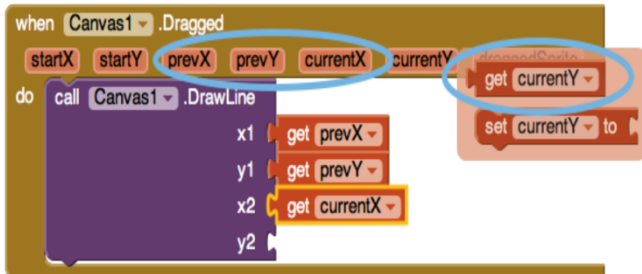 when Canvas1 .Dragged
startX startY prevX prevY currentX currentY draggedSprite
get currentY
do call Canvas1 .DrawLine
set currentY to
x1 get prevX
y1 get prevY
x2 get currentX
y2